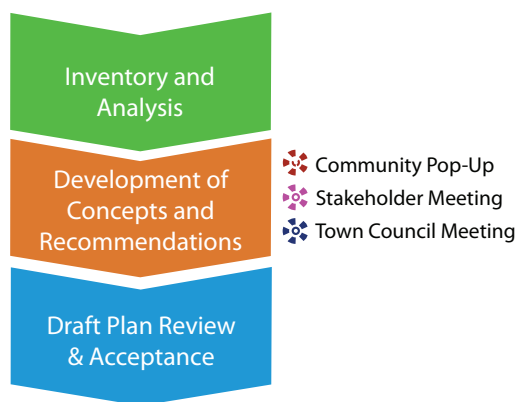 Inventory and
Analysis
Development of
Concepts and
Recommendations
Community Pop-Up
Stakeholder Meeting
Town Council Meeting
Draft Plan Review
& Acceptance